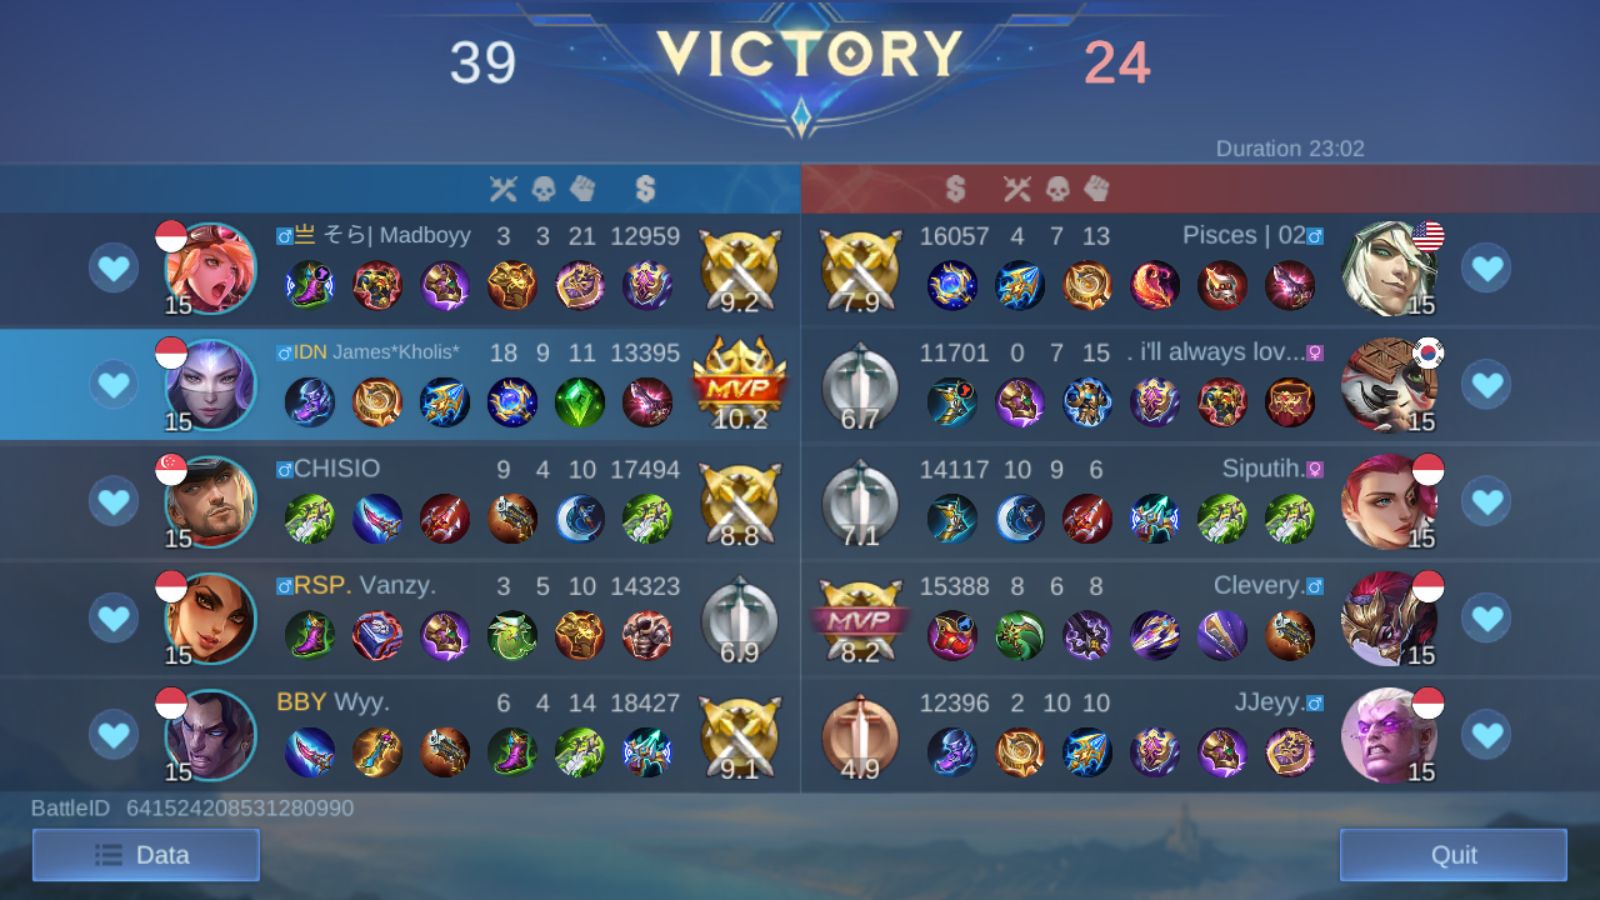 39
VICTORY
24
Duration 23:02
亗 そら| Madboyy 3 3 21 12959
15
9.2
IDN James*Kholis* 18 9 11 13395
15
MVP
10.2
CHISIO 9 4 10 17494
15
8.8
RSP. Vanzy. 3 5 10 14323
15
6.9
BBY Wyy. 6 4 14 18427
15
9.1
16057 4 7 13 Pisces | 02
7.9
15
11701 0 7 15 . i'll always lov...
6.7
15
14117 10 9 6 Siputih.
7.1
15
15388 8 6 8 Clevery.
MVP
8.2
15
12396 2 10 10 JJeyy.
4.9
15
BattleID 641524208531280990
Data
Quit